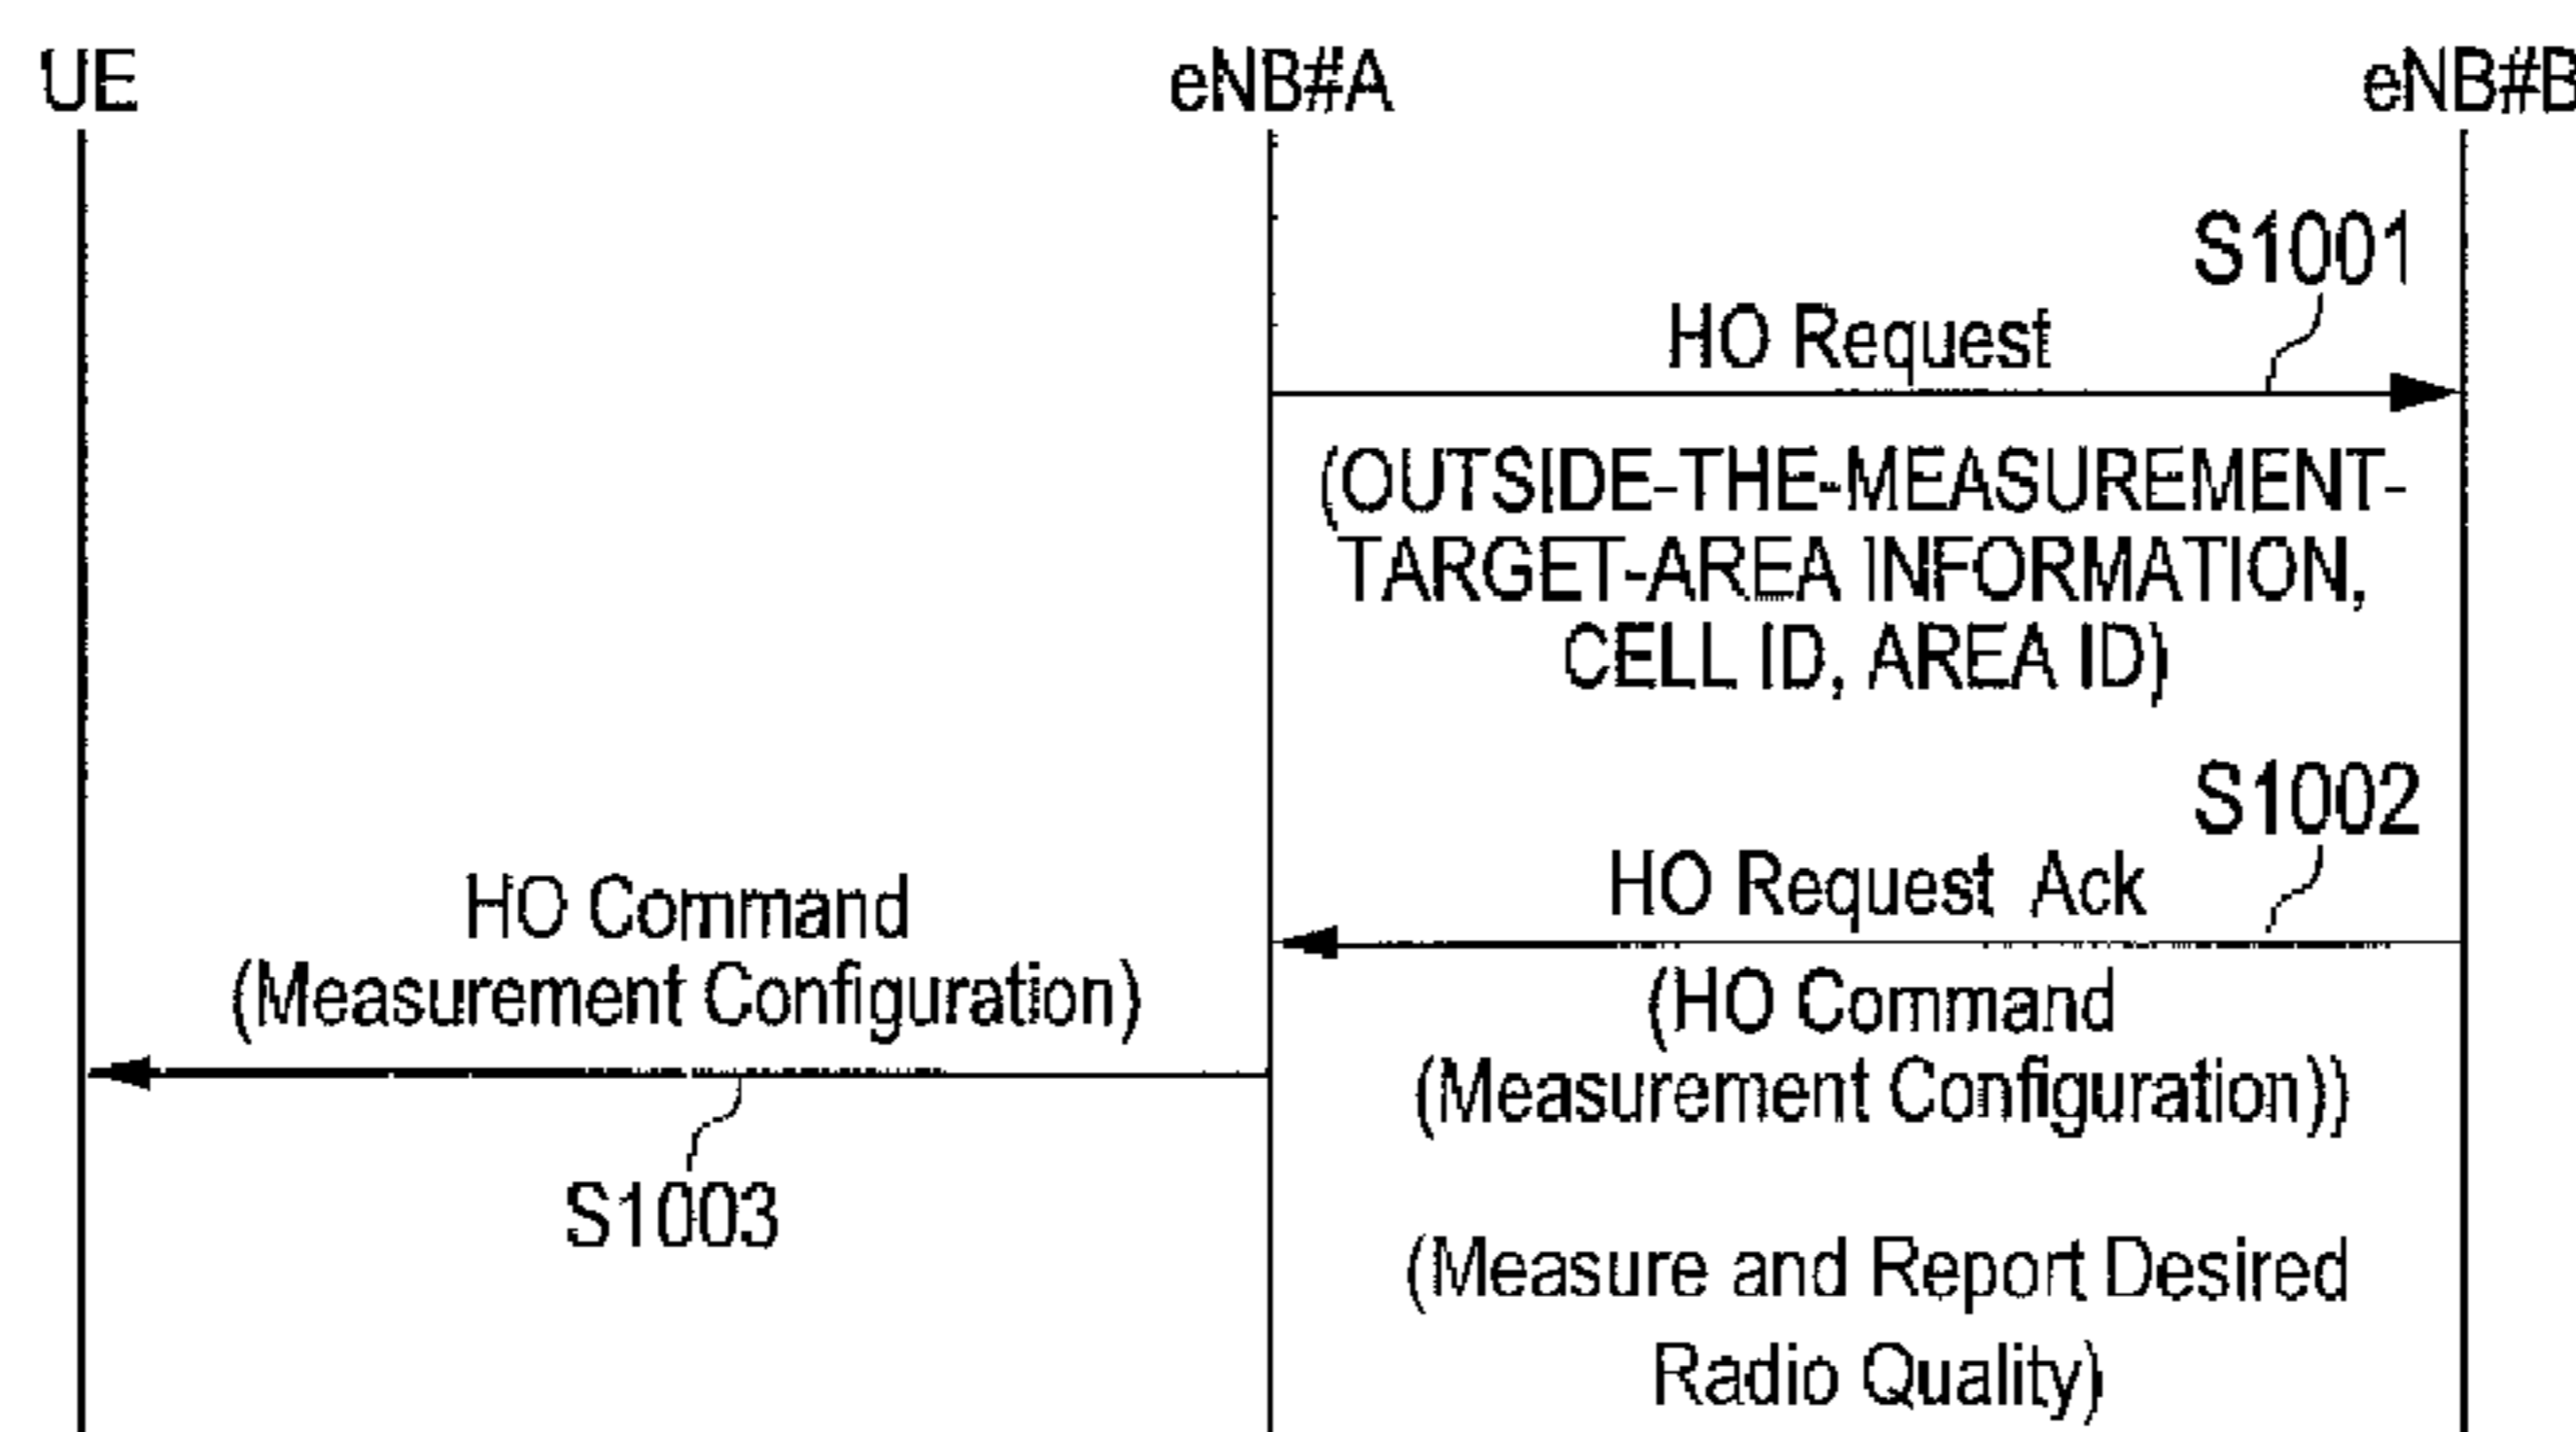 UE
eNB#A
eNB#B
S1001
HO Request
(OUTSIDE-THE-MEASUREMENT-
TARGET-AREA INFORMATION,
CELL ID, AREA ID)
S1002
HO Request Ack
(HO Command
(Measurement Configuration))
HO Command
(Measurement Configuration)
S1003
(Measure and Report Desired
Radio Quality)